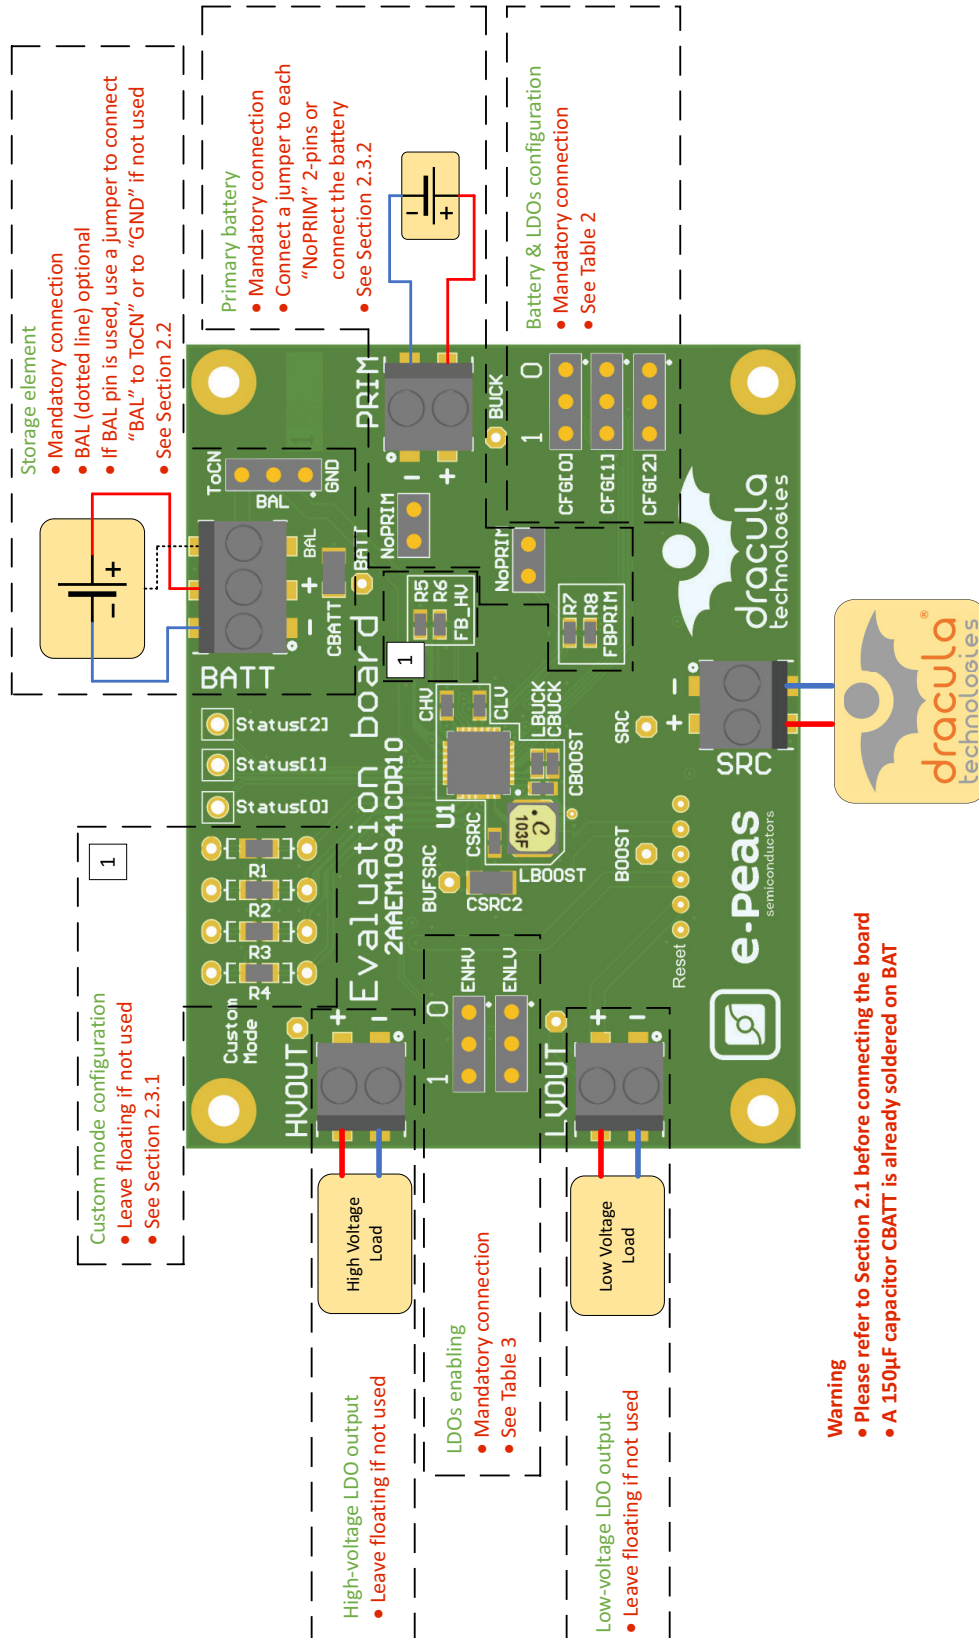 Storage element
• Mandatory connection
• BAL (dotted line) optional
• If BAL pin is used, use a jumper to connect
"BAL" to ToCN" or to "GND" if not used
• See Section 2.2
Primary battery
• Mandatory connection
• Connect a jumper to each
"NoPRIM" 2-pins or
connect the battery
• See Section 2.3.2
Battery & LDOs configuration
• Mandatory connection
• See Table 2
Custom mode configuration
• Leave floating if not used
• See Section 2.3.1
1
High-voltage LDO output
• Leave floating if not used
LDOs enabling
• Mandatory connection
• See Table 3
Low-voltage LDO output
• Leave floating if not used
High Voltage
Load
Low Voltage
Load
- +
- +
BATT
- + BAL
CBATT
BATT
ToCN
BAL
GND
1
PRIM
- +
BUCK
NoPRIM
NoPRIM
1 0
CFG[0]
CFG[1]
CFG[2]
R5
R6
FB_HV
1
R7
R8
FBPRIM
Status[2]
Status[1]
Status[0]
R1
R2
R3
R4
Custom
Mode
Evaluation board
2AAEM10941CDR10
HVOUT
+
-
1 0
ENHV
ENLV
LVOUT
+
-
CHV
CLV
U1
LBUCK
CBUCK
CBOOST
CSRC
103F
LBOOST
BUFSRC
CSRC2
SRC
BOOST
+ -
SRC
Reset
e-peas
semiconductors
dracula
technologies
dracula®
technologies
Warning
• Please refer to Section 2.1 before connecting the board
• A 150µF capacitor CBATT is already soldered on BAT